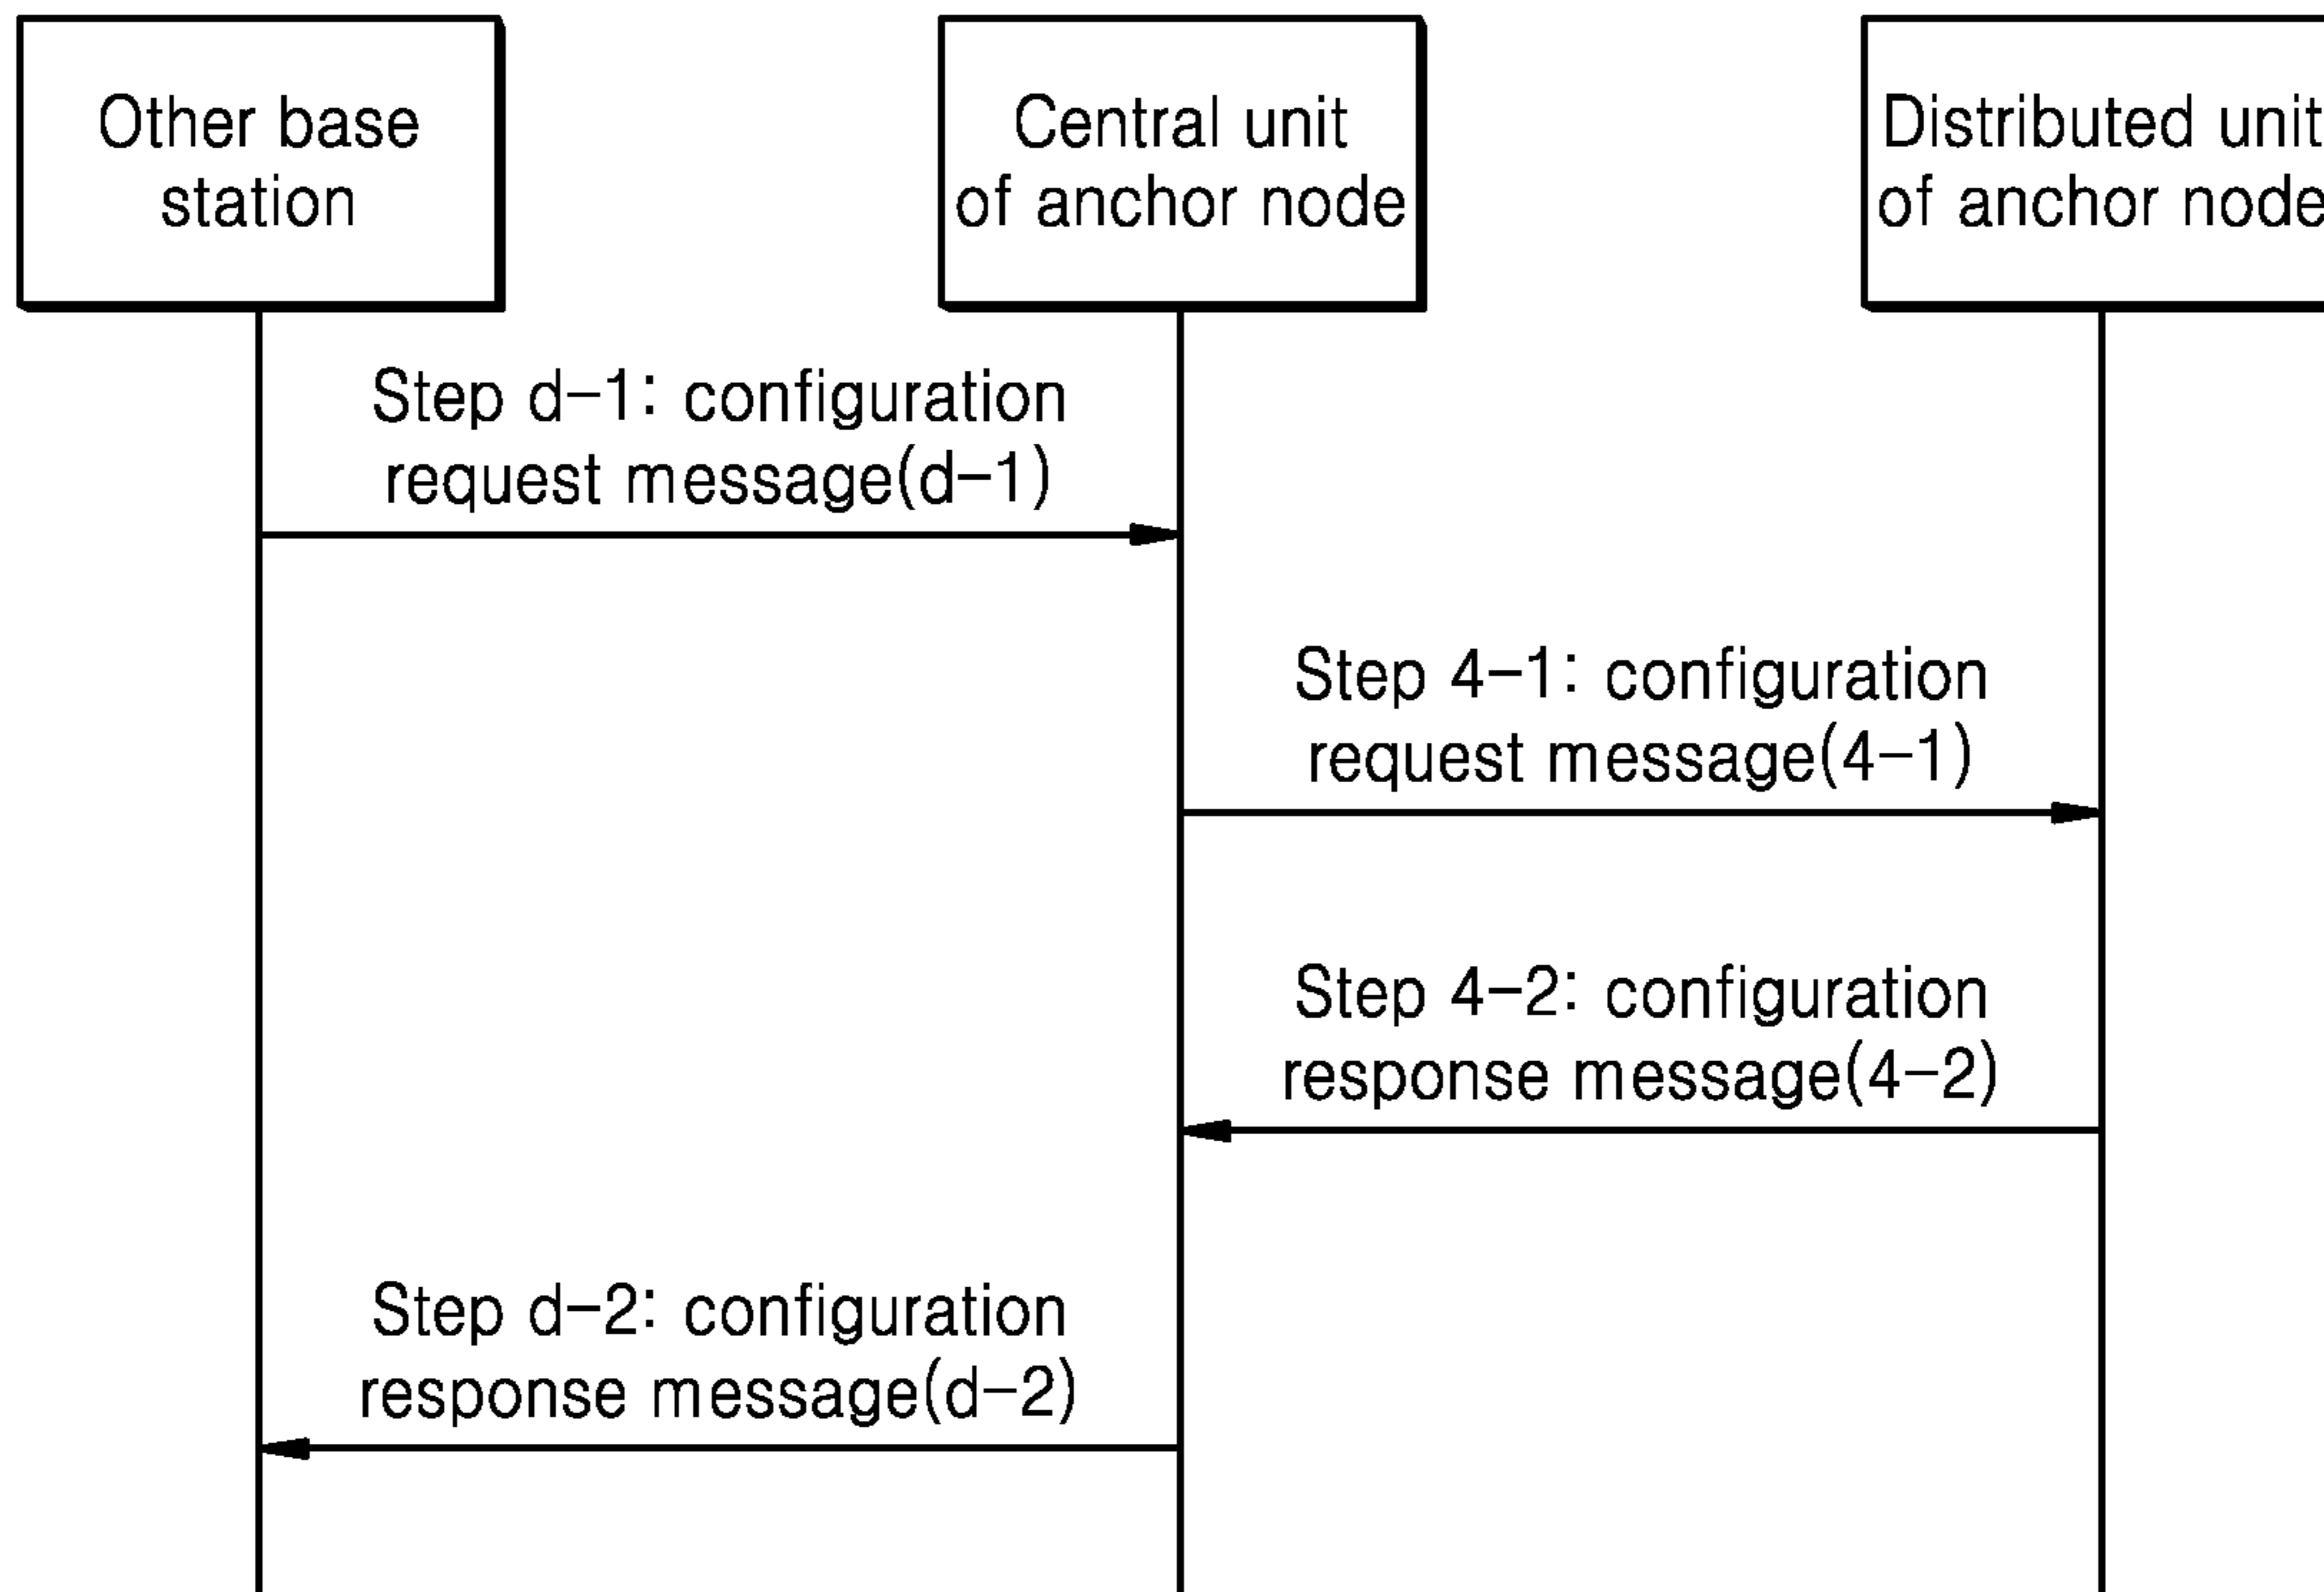 Other base
station
Central unit
of anchor node
Distributed unit
of anchor node
Step d-1: configuration
request message(d-1)
Step 4-1: configuration
request message(4-1)
Step 4-2: configuration
response message(4-2)
Step d-2: configuration
response message(d-2)